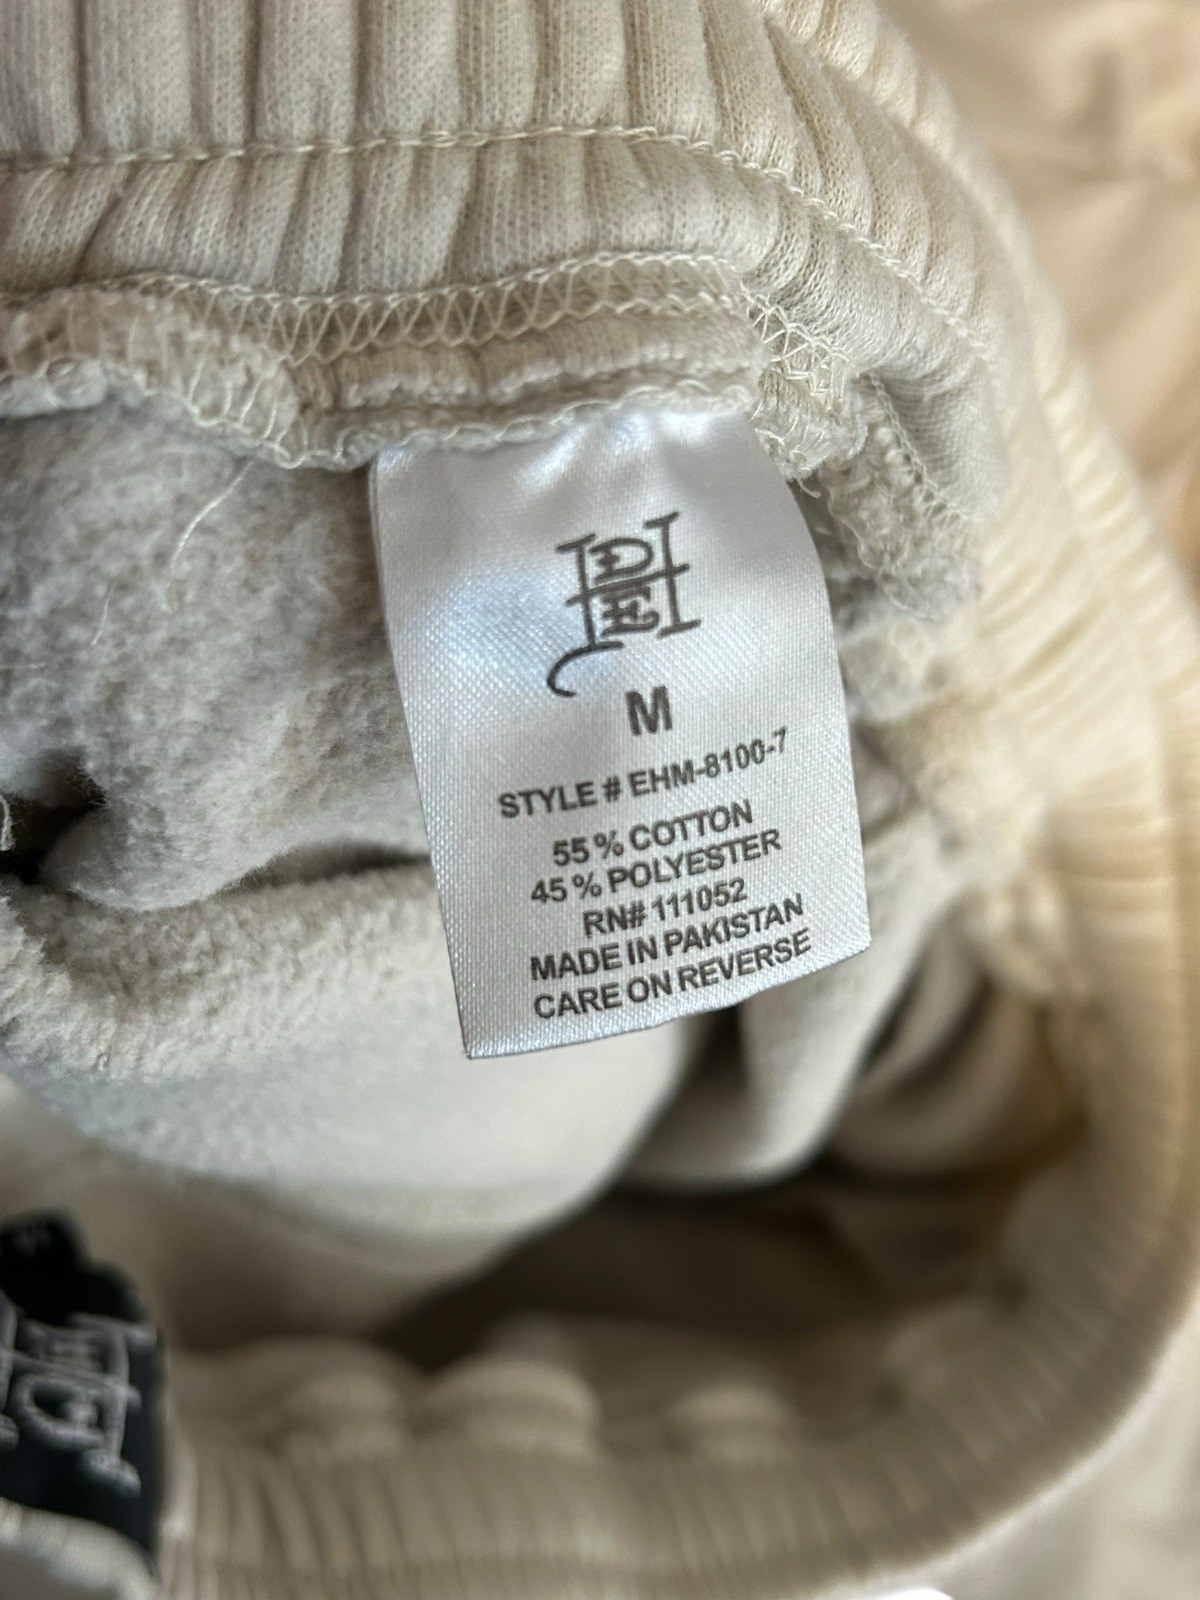 M
STYLE # EHM-8100-7
55% COTTON
45% POLYESTER
RN# 111052
MADE IN PAKISTAN
CARE ON REVERSE